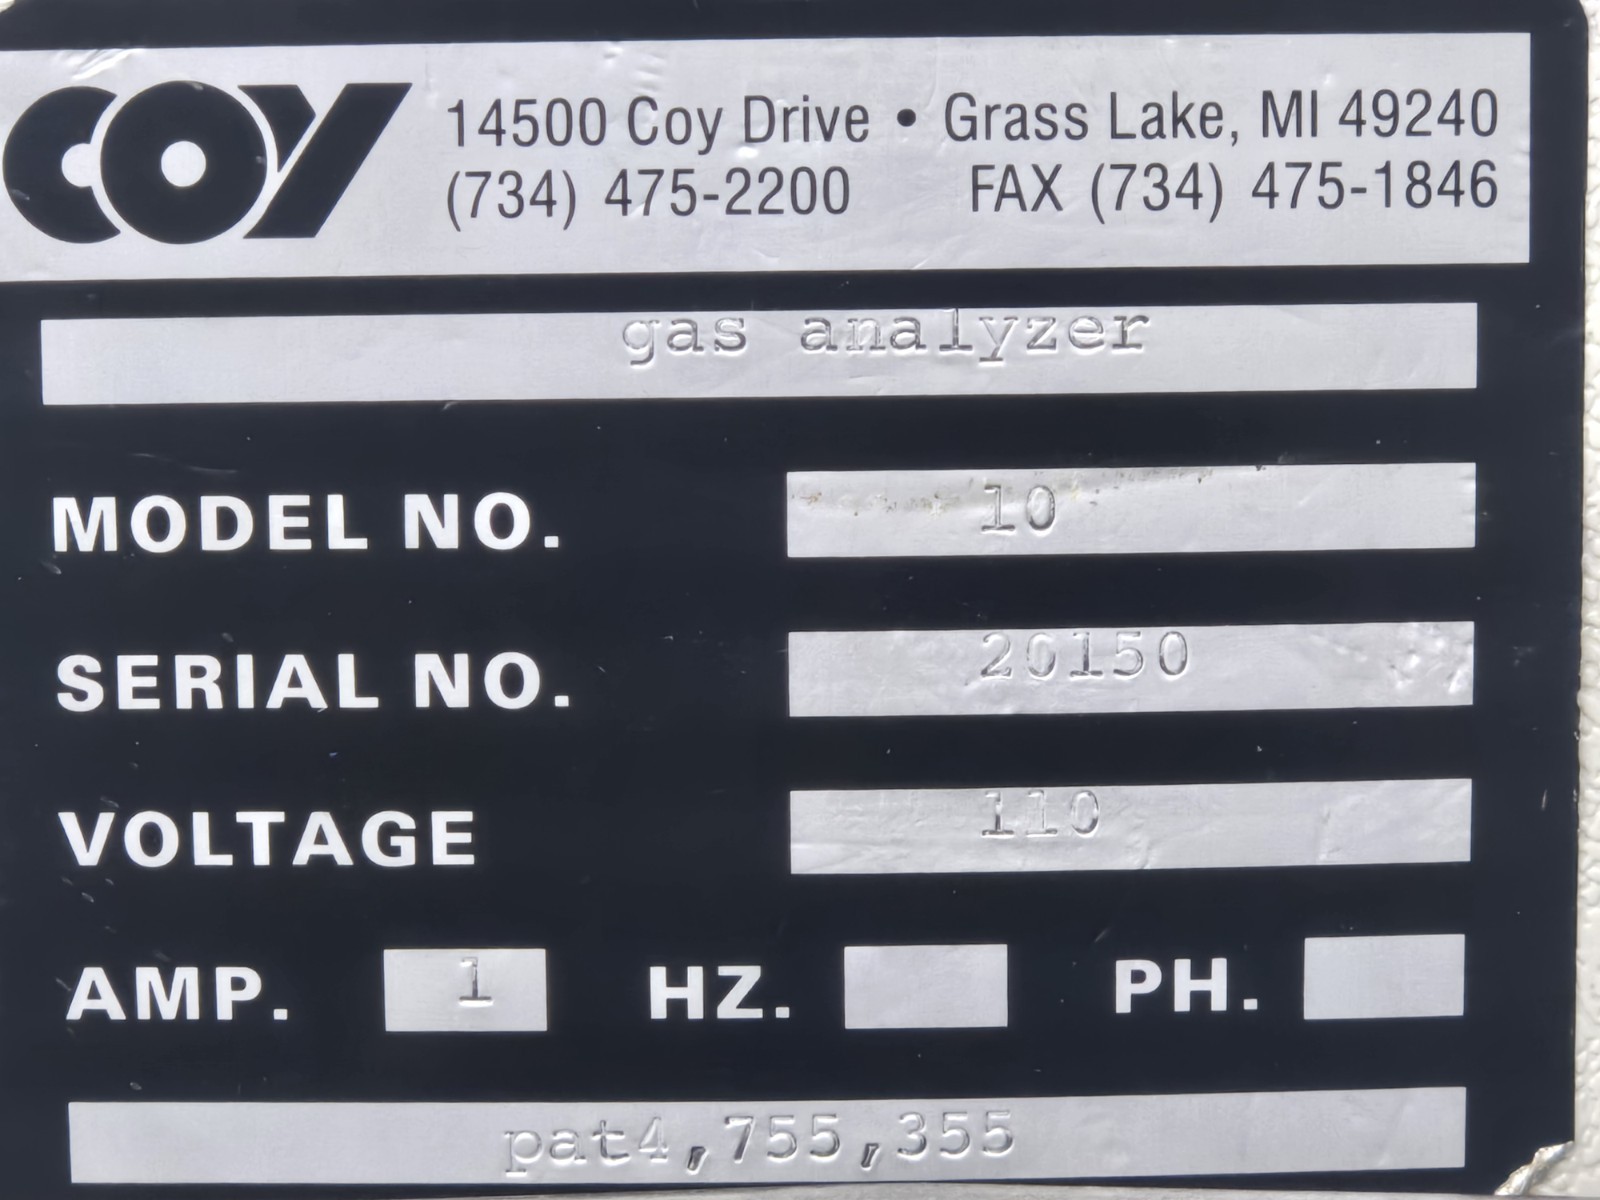 COY
14500 Coy Drive • Grass Lake, MI 49240
(734) 475-2200 FAX (734) 475-1846
gas analyzer
MODEL NO. 10
SERIAL NO. 20150
VOLTAGE 110
AMP. 1 HZ. PH.
pat4,755,355